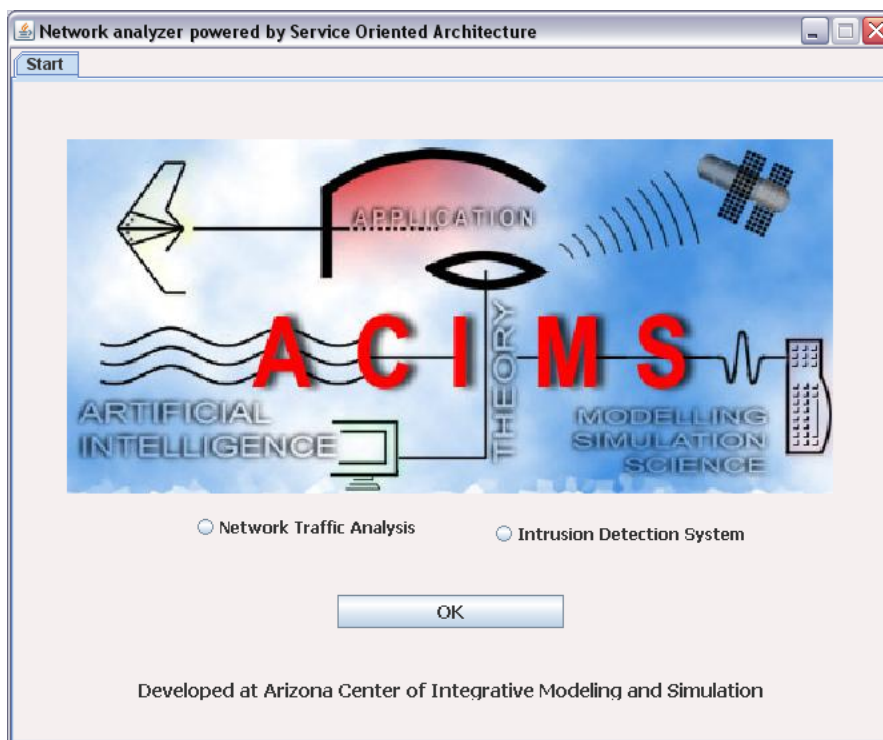 Network analyzer powered by Service Oriented Architecture
Start
APPLICATION
ACIMS
THEORY
ARTIFICIAL
INTELLIGENCE
MODELLING
SIMULATION
SCIENCE
Network Traffic Analysis
Intrusion Detection System
OK
Developed at Arizona Center of Integrative Modeling and Simulation